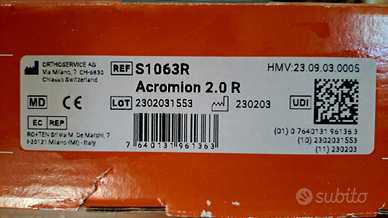 ORTHOSERVICE AG
Via Milano, 7 CH-6830
Chiasso Switzerland
REF S1063R
HMV:23.09.03.0005
Acromion 2.0 R
MD
CE
LOT 2302031553
230203
UDI
EC REP
RO+TEN Srl Via M. De Marchi, 7
I-20121 Milano (MI) - Italy
7 640131 961363
(01) 0 7640131 96136 3
(10) 2302031553
(11) 230203
subito